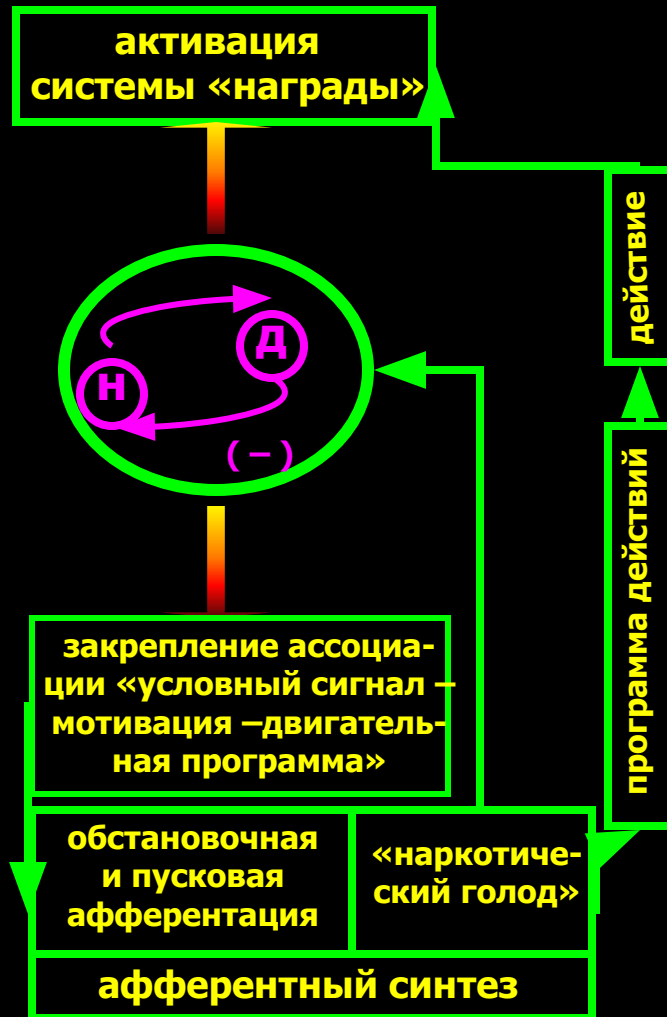 активация
системы «награды»
действие
Д
Н
( – )
программа действий
закрепление ассоциа-
ции «условный сигнал –
мотивация –двигатель-
ная программа»
обстановочная
и пусковая
афферентация
«наркотиче-
ский голод»
афферентный синтез